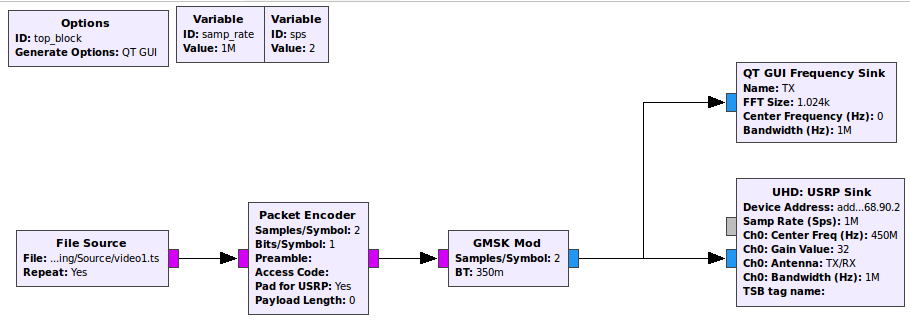 Options
ID: top_block
Generate Options: QT GUI
Variable
ID: samp_rate
Value: 1M
Variable
ID: sps
Value: 2
QT GUI Frequency Sink
Name: TX
FFT Size: 1.024k
Center Frequency (Hz): 0
Bandwidth (Hz): 1M
File Source
File: ...ing/Source/video1.ts
Repeat: Yes
Packet Encoder
Samples/Symbol: 2
Bits/Symbol: 1
Preamble:
Access Code:
Pad for USRP: Yes
Payload Length: 0
GMSK Mod
Samples/Symbol: 2
BT: 350m
UHD: USRP Sink
Device Address: add...68.90.2
Samp Rate (Sps): 1M
Ch0: Center Freq (Hz): 450M
Ch0: Gain Value: 32
Ch0: Antenna: TX/RX
Ch0: Bandwidth (Hz): 1M
TSB tag name: